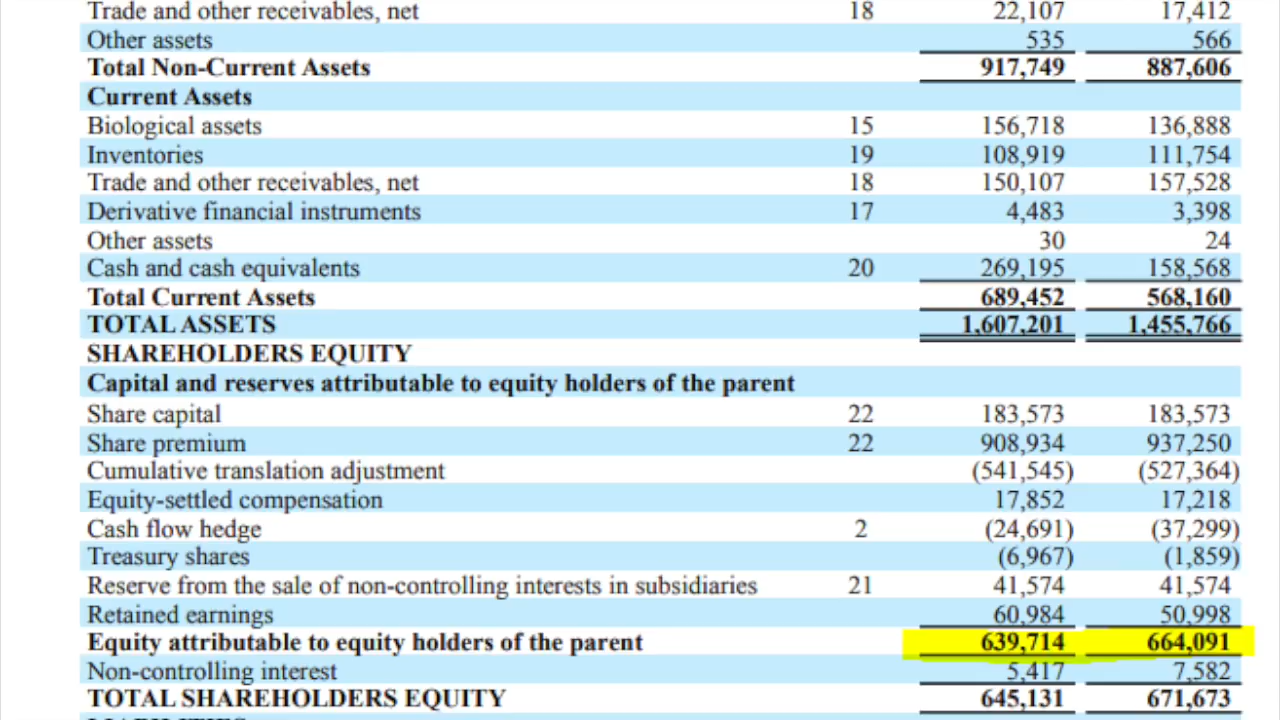 Trade and other receivables, net 18 22,107 17,412
Other assets 535 566
Total Non-Current Assets 917,749 887,606
Current Assets
Biological assets 15 156,718 136,888
Inventories 19 108,919 111,754
Trade and other receivables, net 18 150,107 157,528
Derivative financial instruments 17 4,483 3,398
Other assets 30 24
Cash and cash equivalents 20 269,195 158,568
Total Current Assets 689,452 568,160
TOTAL ASSETS 1,607,201 1,455,766
SHAREHOLDERS EQUITY
Capital and reserves attributable to equity holders of the parent
Share capital 22 183,573 183,573
Share premium 22 908,934 937,250
Cumulative translation adjustment (541,545) (527,364)
Equity-settled compensation 17,852 17,218
Cash flow hedge 2 (24,691) (37,299)
Treasury shares (6,967) (1,859)
Reserve from the sale of non-controlling interests in subsidiaries 21 41,574 41,574
Retained earnings 60,984 50,998
Equity attributable to equity holders of the parent 639,714 664,091
Non-controlling interest 5,417 7,582
TOTAL SHAREHOLDERS EQUITY 645,131 671,673